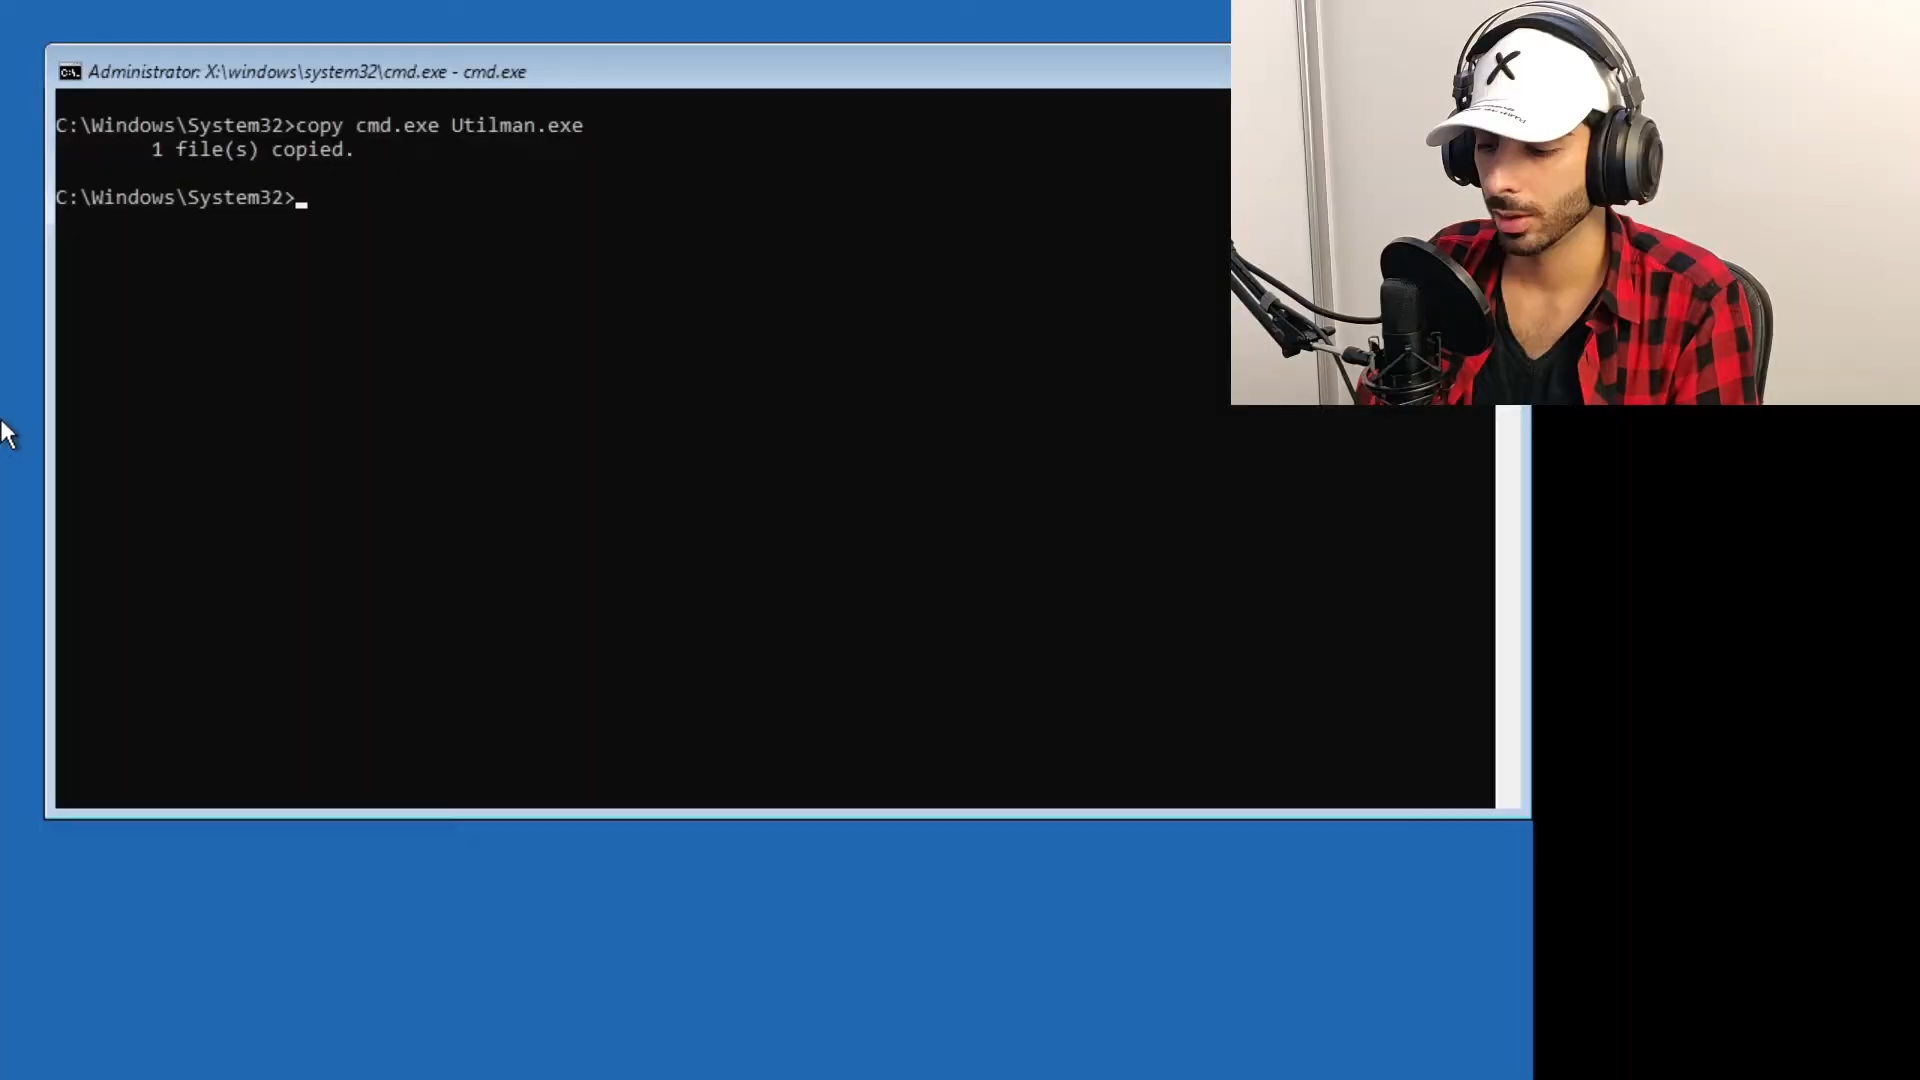 Administrator: X:\windows\system32\cmd.exe - cmd.exe
C:\Windows\System32>copy cmd.exe Utilman.exe
1 file(s) copied.
C:\Windows\System32>
X